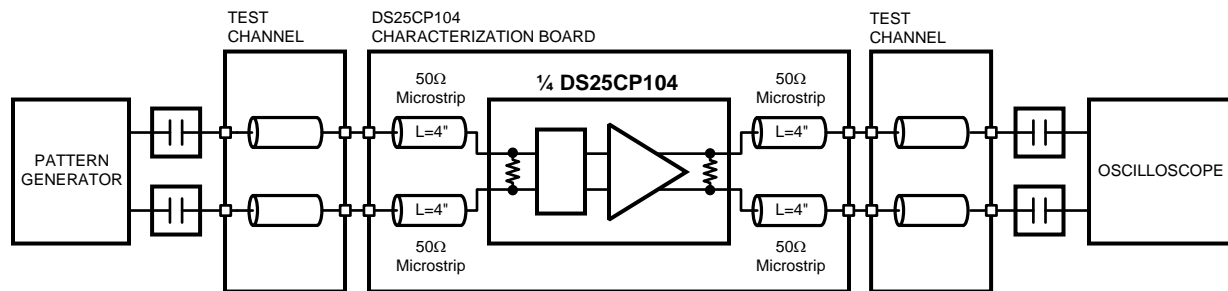 TEST
CHANNEL
DS25CP104
CHARACTERIZATION BOARD
TEST
CHANNEL
50Ω
Microstrip
¼ DS25CP104
50Ω
Microstrip
L=4"
L=4"
PATTERN
GENERATOR
OSCILLOSCOPE
L=4"
L=4"
50Ω
Microstrip
50Ω
Microstrip